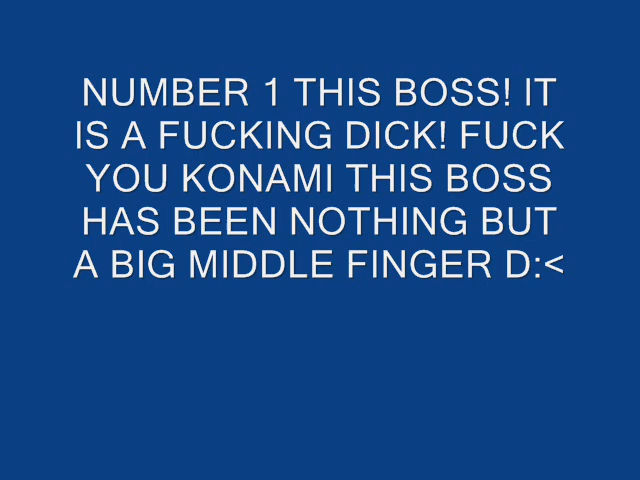 NUMBER 1 THIS BOSS! IT
IS A FUCKING DICK! FUCK
YOU KONAMI THIS BOSS
HAS BEEN NOTHING BUT
A BIG MIDDLE FINGER D:<